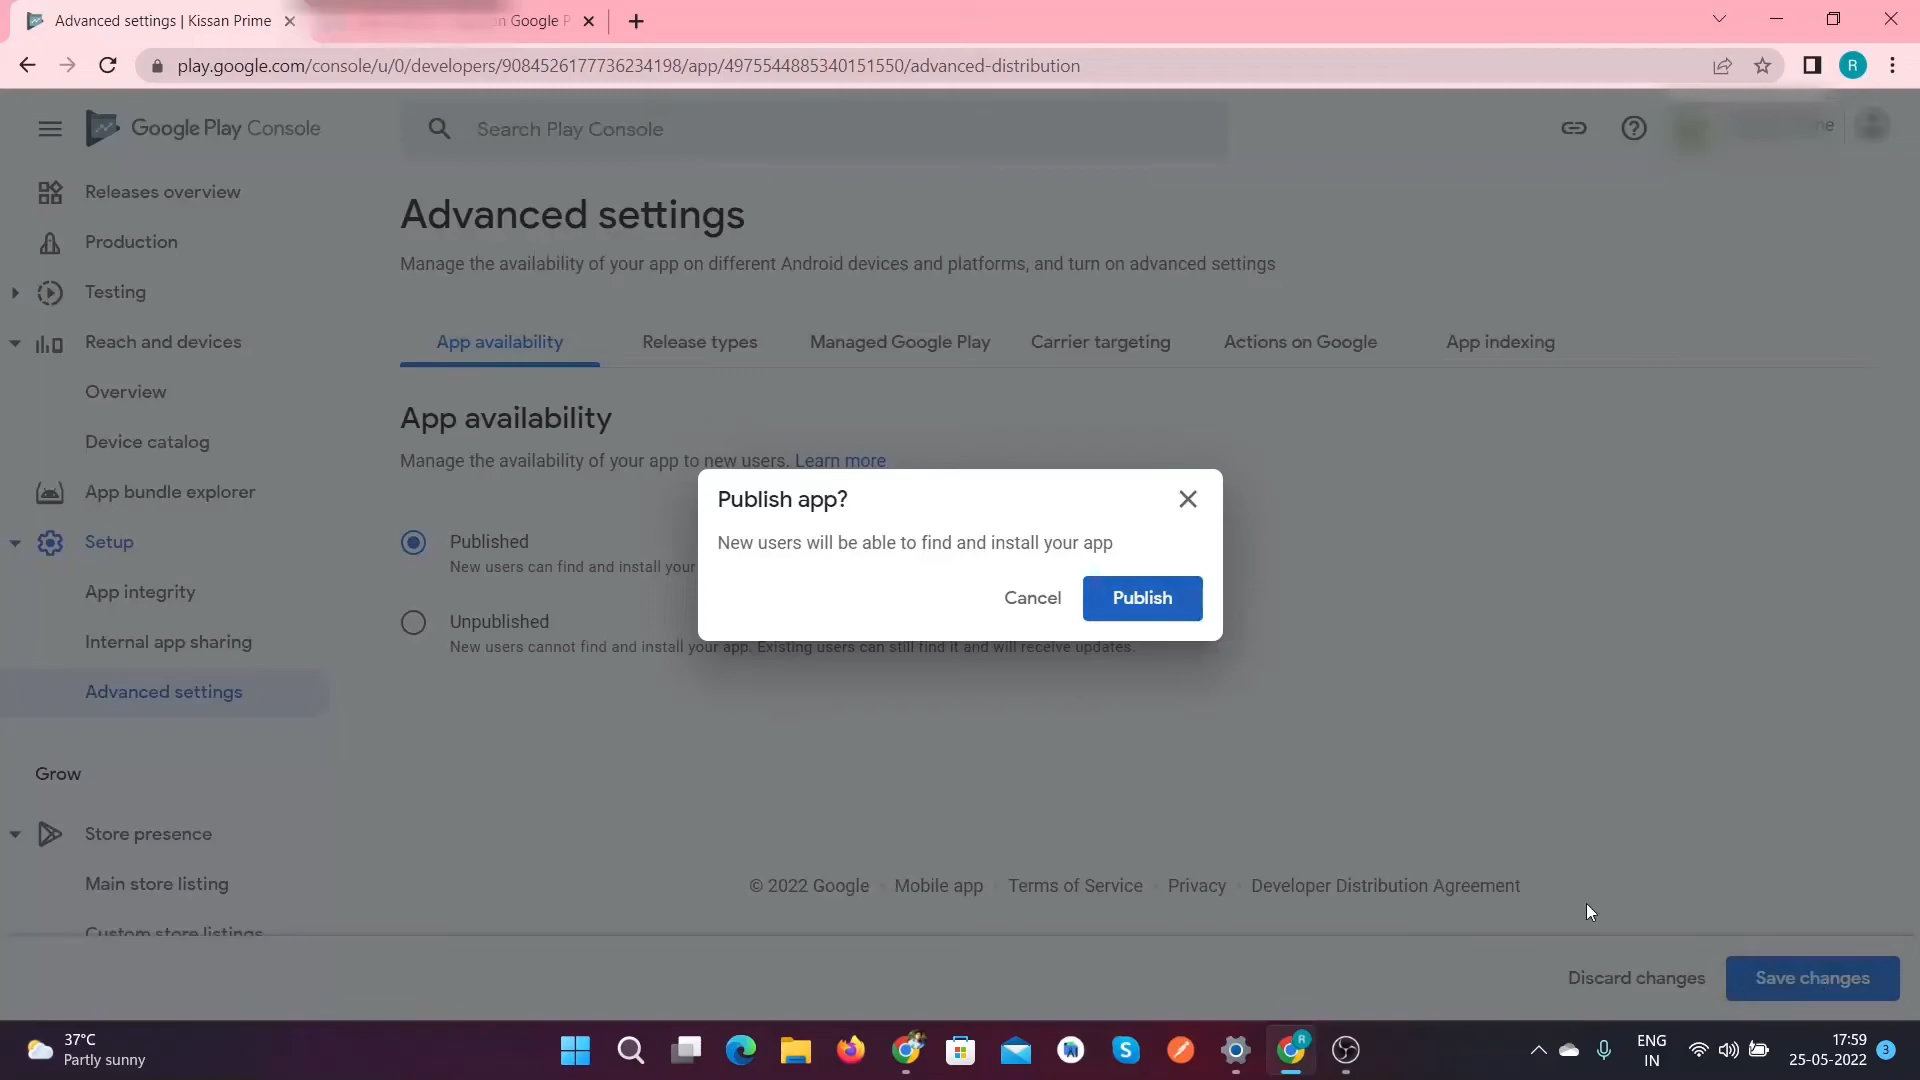 Advanced settings | Kissan Prime
Google P
play.google.com/console/u/0/developers/9084526177736234198/app/4975544885340151550/advanced-distribution
R
Google Play Console
Search Play Console
Releases overview
Production
Testing
Reach and devices
Overview
Device catalog
App bundle explorer
Setup
App integrity
Internal app sharing
Advanced settings
Grow
Store presence
Main store listing
Custom store listings
Advanced settings
Manage the availability of your app on different Android devices and platforms, and turn on advanced settings
App availability
Release types
Managed Google Play
Carrier targeting
Actions on Google
App indexing
App availability
Manage the availability of your app to new users. Learn more
Published
New users can find and install your
Unpublished
New users cannot find and install your app. Existing users can still find it and will receive updates.
Publish app?
New users will be able to find and install your app
Cancel
Publish
© 2022 Google · Mobile app · Terms of Service · Privacy · Developer Distribution Agreement
Discard changes
Save changes
37°C
Partly sunny
R
ENG
IN
17:59
25-05-2022
3